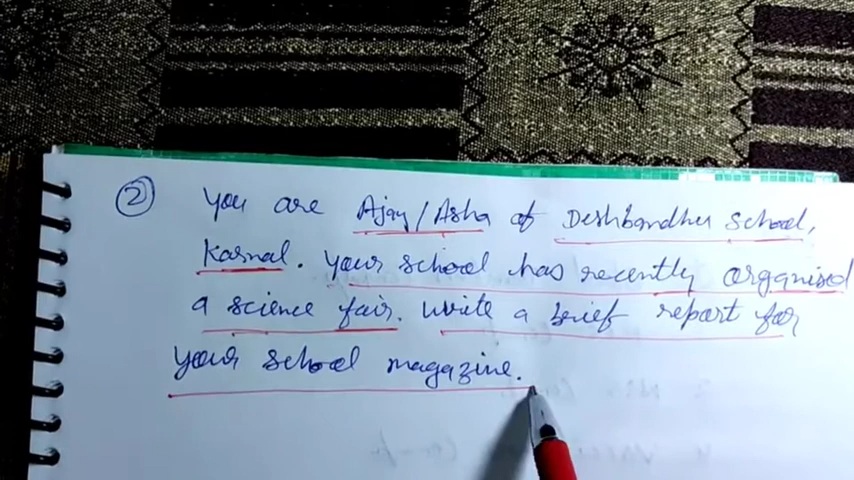 ② You are Ajay/Asha of Deshbandhu school,
Karnal. Your school has recently organised
a science fair. Write a brief report for
your school magazine.